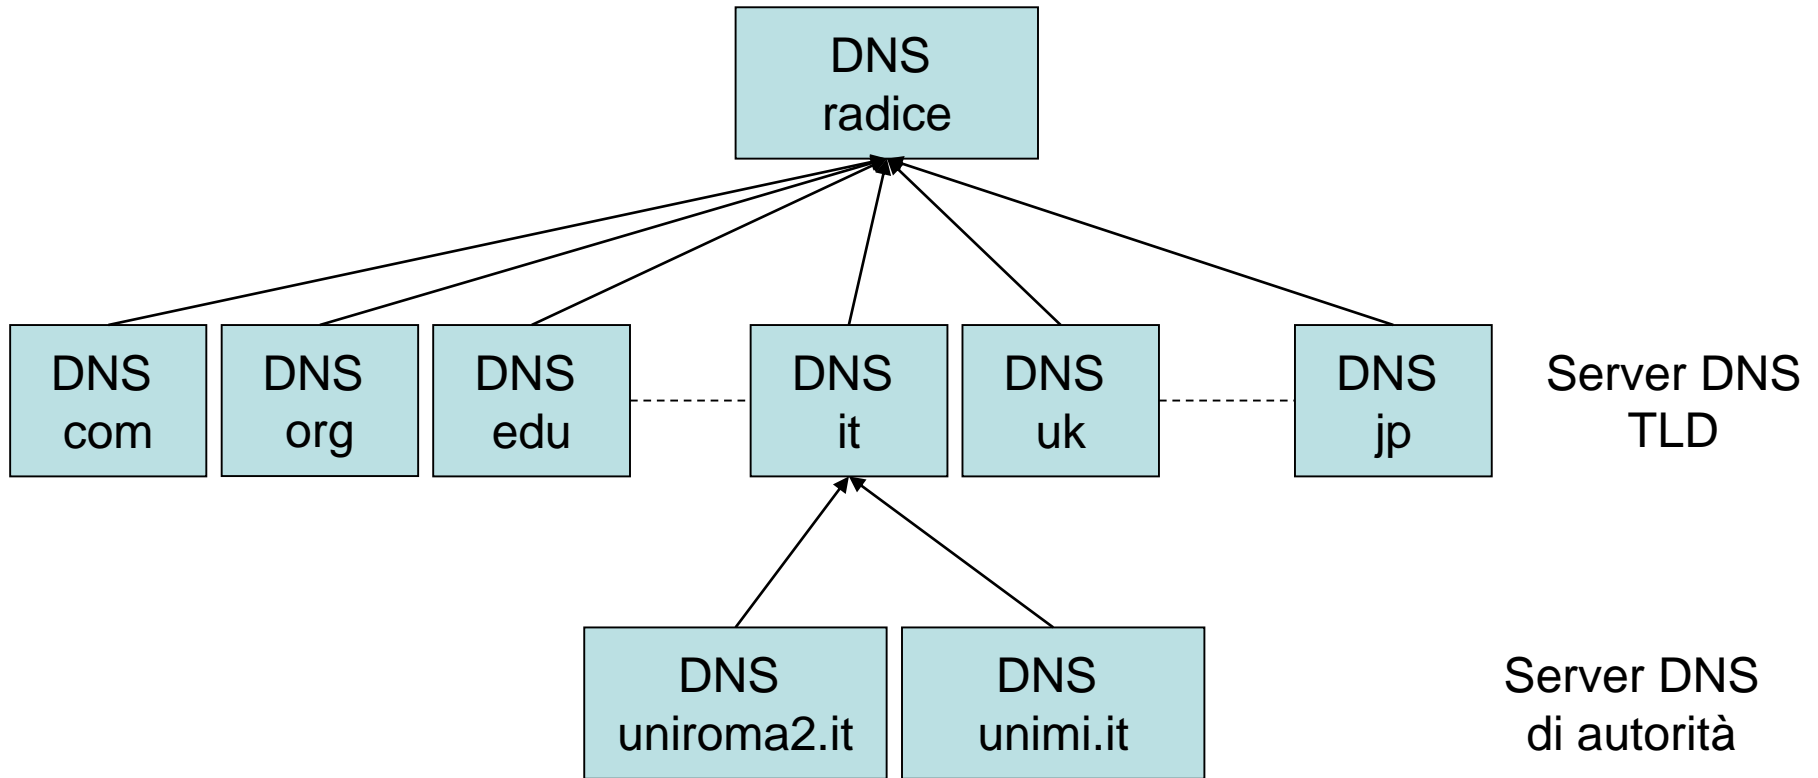 DNS
radice
DNS
com
DNS
org
DNS
edu
DNS
it
DNS
uk
DNS
jp
Server DNS
TLD
DNS
uniroma2.it
DNS
unimi.it
Server DNS
di autorità